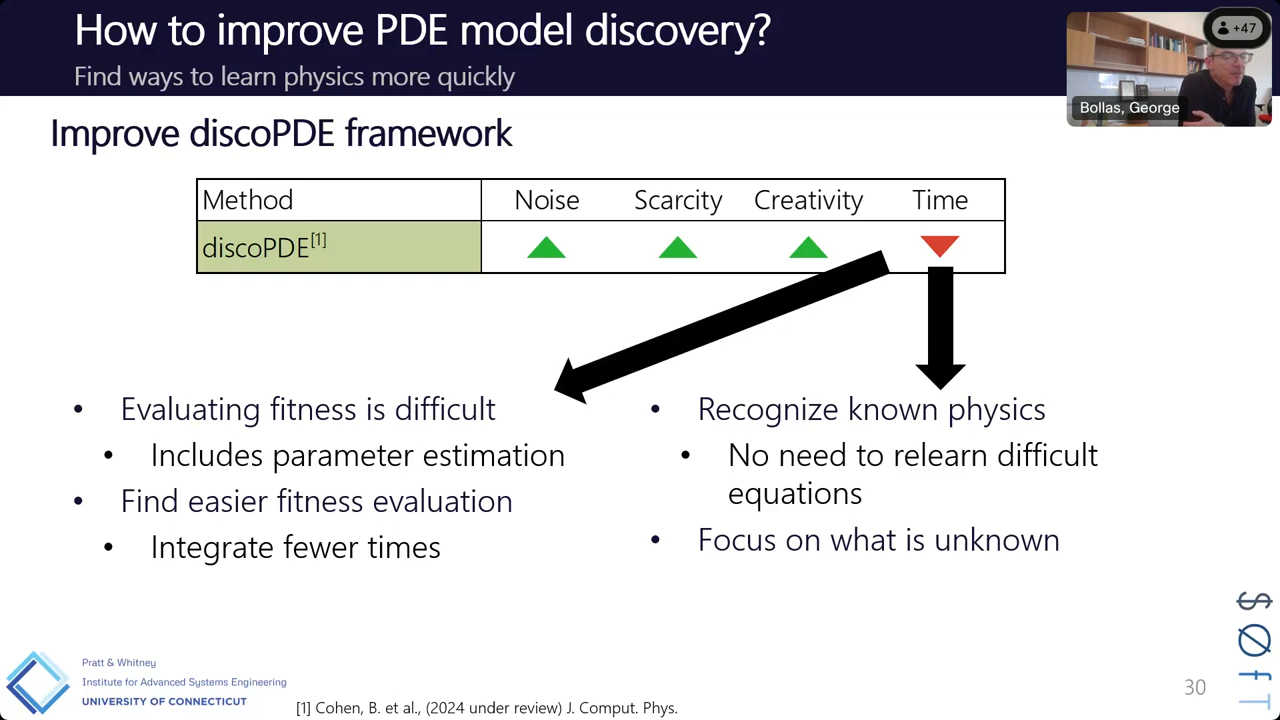 How to improve PDE model discovery?
Find ways to learn physics more quickly
+47
Bollas, George
Improve discoPDE framework
Method Noise Scarcity Creativity Time
discoPDE[1]
• Evaluating fitness is difficult
• Includes parameter estimation
• Find easier fitness evaluation
• Integrate fewer times
• Recognize known physics
• No need to relearn difficult
equations
• Focus on what is unknown
Pratt & Whitney
Institute for Advanced Systems Engineering
UNIVERSITY OF CONNECTICUT
[1] Cohen, B. et al., (2024 under review) J. Comput. Phys.
30